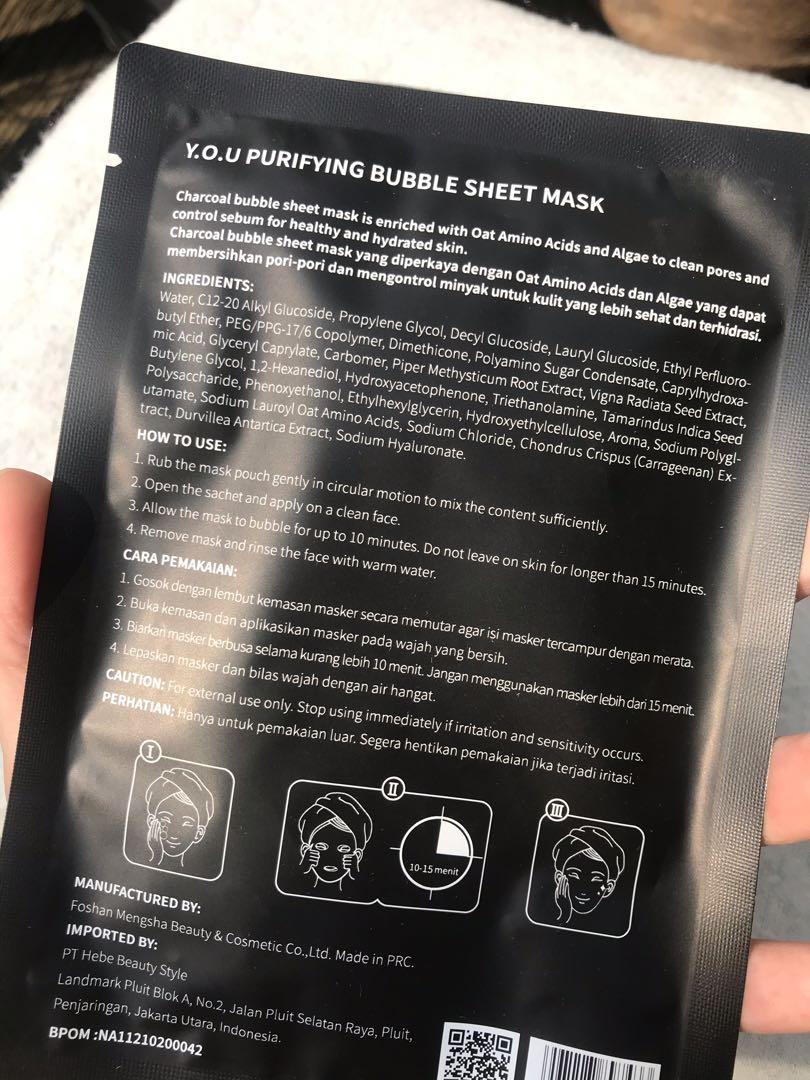 Y.O.U PURIFYING BUBBLE SHEET MASK
Charcoal bubble sheet mask is enriched with Oat Amino Acids and Algae to clean pores and
control sebum for healthy and hydrated skin.
Charcoal bubble sheet mask yang diperkaya dengan Oat Amino Acids dan Algae yang dapat
membersihkan pori-pori dan mengontrol minyak untuk kulit yang lebih sehat dan terhidrasi.
INGREDIENTS:
Water, C12-20 Alkyl Glucoside, Propylene Glycol, Decyl Glucoside, Lauryl Glucoside, Ethyl Perfluoro-
butyl Ether, PEG/PPG-17/6 Copolymer, Dimethicone, Polyamino Sugar Condensate, Caprylhydroxa-
mic Acid, Glyceryl Caprylate, Carbomer, Piper Methysticum Root Extract, Vigna Radiata Seed Extract,
Butylene Glycol, 1,2-Hexanediol, Hydroxyacetophenone, Triethanolamine, Tamarindus Indica Seed
Polysaccharide, Phenoxyethanol, Ethylhexylglycerin, Hydroxyethylcellulose, Aroma, Sodium Polygl-
utamate, Sodium Lauroyl Oat Amino Acids, Sodium Chloride, Chondrus Crispus (Carrageenan) Ex-
tract, Durvillea Antartica Extract, Sodium Hyaluronate.
HOW TO USE:
1. Rub the mask pouch gently in circular motion to mix the content sufficiently.
2. Open the sachet and apply on a clean face.
3. Allow the mask to bubble for up to 10 minutes. Do not leave on skin for longer than 15 minutes.
4. Remove mask and rinse the face with warm water.
CARA PEMAKAIAN:
1. Gosok dengan lembut kemasan masker secara memutar agar isi masker tercampur dengan merata.
2. Buka kemasan dan aplikasikan masker pada wajah yang bersih.
3. Biarkan masker berbusa selama kurang lebih 10 menit. Jangan menggunakan masker lebih dari 15 menit.
4. Lepaskan masker dan bilas wajah dengan air hangat.
CAUTION: For external use only. Stop using immediately if irritation and sensitivity occurs.
PERHATIAN: Hanya untuk pemakaian luar. Segera hentikan pemakaian jika terjadi iritasi.
I
II
III
10-15 menit
MANUFACTURED BY:
Foshan Mengsha Beauty & Cosmetic Co.,Ltd. Made in PRC.
IMPORTED BY:
PT Hebe Beauty Style
Landmark Pluit Blok A, No.2, Jalan Pluit Selatan Raya, Pluit,
Penjaringan, Jakarta Utara, Indonesia.
BPOM :NA11210200042